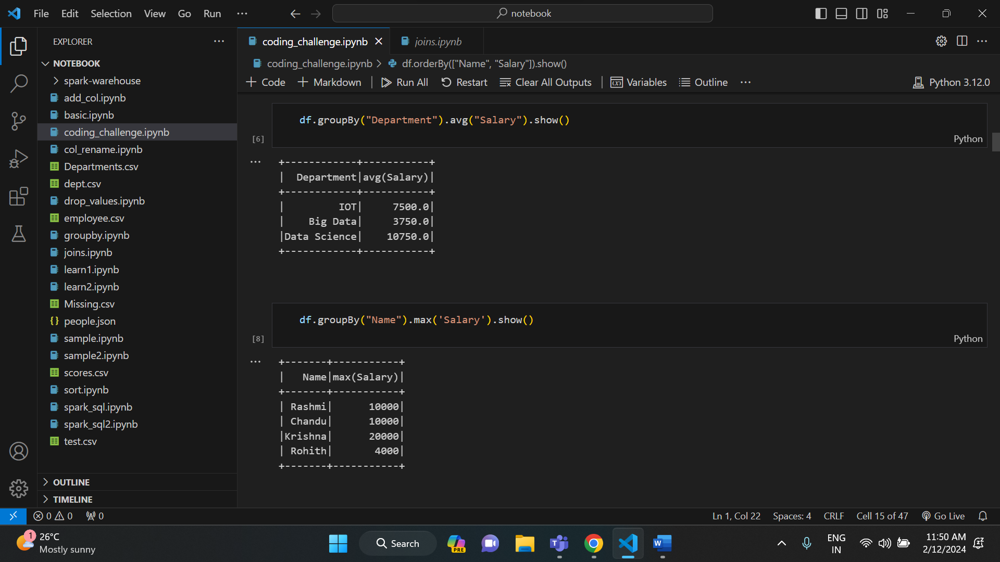 File Edit Selection View Go Run ···
notebook
EXPLORER
NOTEBOOK
spark-warehouse
add_col.ipynb
basic.ipynb
coding_challenge.ipynb
col_rename.ipynb
Departments.csv
dept.csv
drop_values.ipynb
employee.csv
groupby.ipynb
joins.ipynb
learn1.ipynb
learn2.ipynb
Missing.csv
people.json
sample.ipynb
sample2.ipynb
scores.csv
sort.ipynb
spark_sql.ipynb
spark_sql2.ipynb
test.csv
OUTLINE
TIMELINE
coding_challenge.ipynb joins.ipynb
coding_challenge.ipynb > df.orderBy(["Name", "Salary"]).show()
+ Code + Markdown | Run All Restart Clear All Outputs | Variables Outline ··· Python 3.12.0
df.groupBy("Department").avg("Salary").show()
[6] Python
+------------+-----------+
|  Department|avg(Salary)|
+------------+-----------+
|         IOT|     7500.0|
|    Big Data|     3750.0|
|Data Science|    10750.0|
+------------+-----------+
df.groupBy("Name").max('Salary').show()
[8] Python
+-------+-----------+
|   Name|max(Salary)|
+-------+-----------+
| Rashmi|      10000|
| Chandu|      10000|
|Krishna|      20000|
| Rohith|       4000|
+-------+-----------+
0 0 0 Ln 1, Col 22 Spaces: 4 CRLF Cell 15 of 47 Go Live
1 26°C
Mostly sunny
Search
PRE
ENG
IN
11:50 AM
2/12/2024